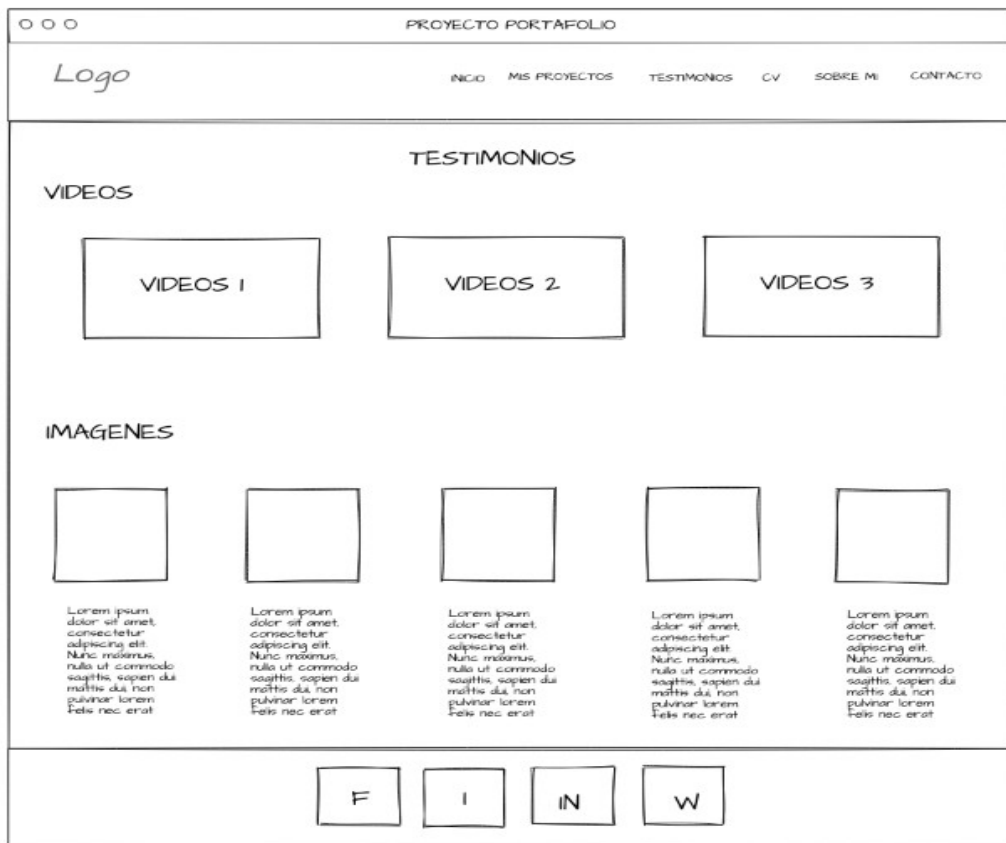 PROYECTO PORTAFOLIO
Logo
INICIO MIS PROYECTOS TESTIMONIOS CV SOBRE MI CONTACTO
TESTIMONIOS
VIDEOS
VIDEOS 1
VIDEOS 2
VIDEOS 3
IMAGENES
Lorem ipsum
dolor sit amet,
consectetur
adipiscing elit.
Nunc maximus,
nulla ut commodo
sagittis, sapien dui
mattis dui, non
pulvinar lorem
felis nec erat
Lorem ipsum
dolor sit amet,
consectetur
adipiscing elit.
Nunc maximus,
nulla ut commodo
sagittis, sapien dui
mattis dui, non
pulvinar lorem
felis nec erat
Lorem ipsum
dolor sit amet,
consectetur
adipiscing elit.
Nunc maximus,
nulla ut commodo
sagittis, sapien dui
mattis dui, non
pulvinar lorem
felis nec erat
Lorem ipsum
dolor sit amet,
consectetur
adipiscing elit.
Nunc maximus,
nulla ut commodo
sagittis, sapien dui
mattis dui, non
pulvinar lorem
felis nec erat
Lorem ipsum
dolor sit amet,
consectetur
adipiscing elit.
Nunc maximus,
nulla ut commodo
sagittis, sapien dui
mattis dui, non
pulvinar lorem
felis nec erat
F I IN W